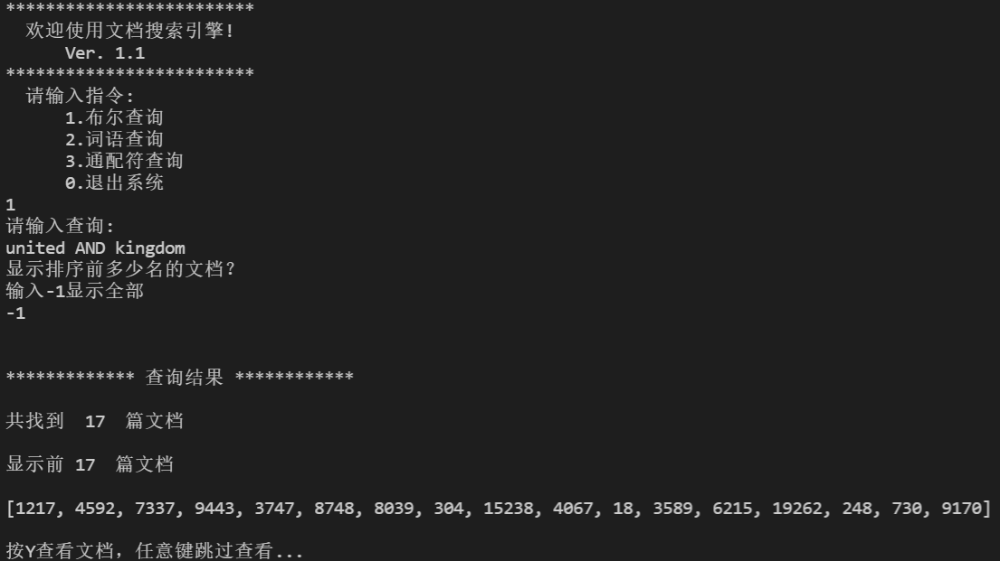 *************************
欢迎使用文档搜索引擎!
Ver. 1.1
*************************
请输入指令:
1.布尔查询
2.词语查询
3.通配符查询
0.退出系统
1
请输入查询:
united AND kingdom
显示排序前多少名的文档?
输入-1显示全部
-1
************* 查询结果 ************
共找到  17  篇文档
显示前 17  篇文档
[1217, 4592, 7337, 9443, 3747, 8748, 8039, 304, 15238, 4067, 18, 3589, 6215, 19262, 248, 730, 9170]
按Y查看文档，任意键跳过查看...